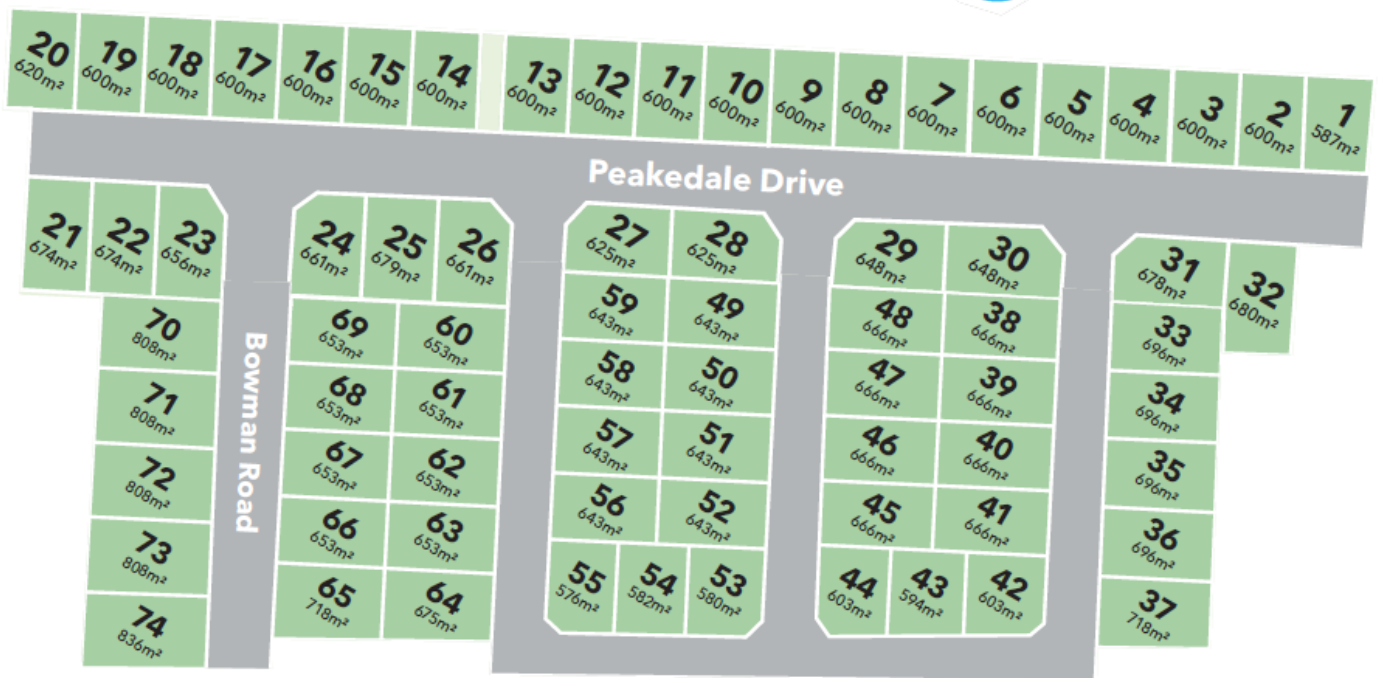 20
620m²
19
600m²
18
600m²
17
600m²
16
600m²
15
600m²
14
600m²
13
600m²
12
600m²
11
600m²
10
600m²
9
600m²
8
600m²
7
600m²
6
600m²
5
600m²
4
600m²
3
600m²
2
600m²
1
587m²
Peakedale Drive
21
674m²
22
674m²
23
656m²
24
661m²
25
679m²
26
661m²
27
625m²
28
625m²
29
648m²
30
648m²
31
678m²
32
680m²
70
808m²
71
808m²
72
808m²
73
808m²
74
836m²
Bowman Road
69
653m²
60
653m²
68
653m²
61
653m²
67
653m²
62
653m²
66
653m²
63
653m²
65
718m²
64
675m²
59
643m²
49
643m²
58
643m²
50
643m²
57
643m²
51
643m²
56
643m²
52
643m²
55
576m²
54
582m²
53
580m²
48
666m²
38
666m²
47
666m²
39
666m²
46
666m²
40
666m²
45
666m²
41
666m²
44
603m²
43
594m²
42
603m²
33
696m²
34
696m²
35
696m²
36
696m²
37
718m²